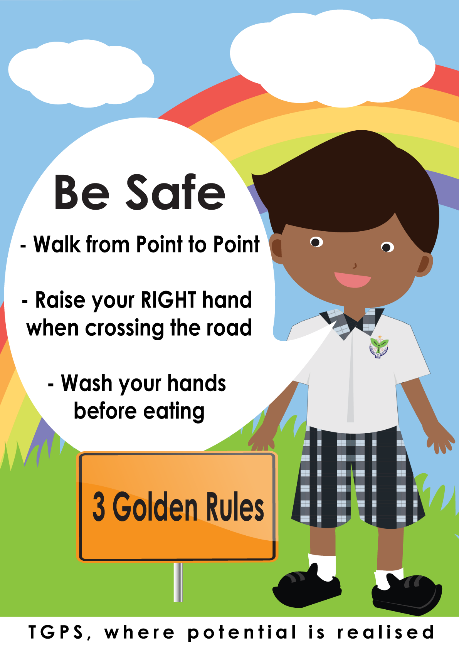 Be Safe
- Walk from Point to Point
- Raise your RIGHT hand
when crossing the road
- Wash your hands
before eating
3 Golden Rules
TGPS, where potential is realised